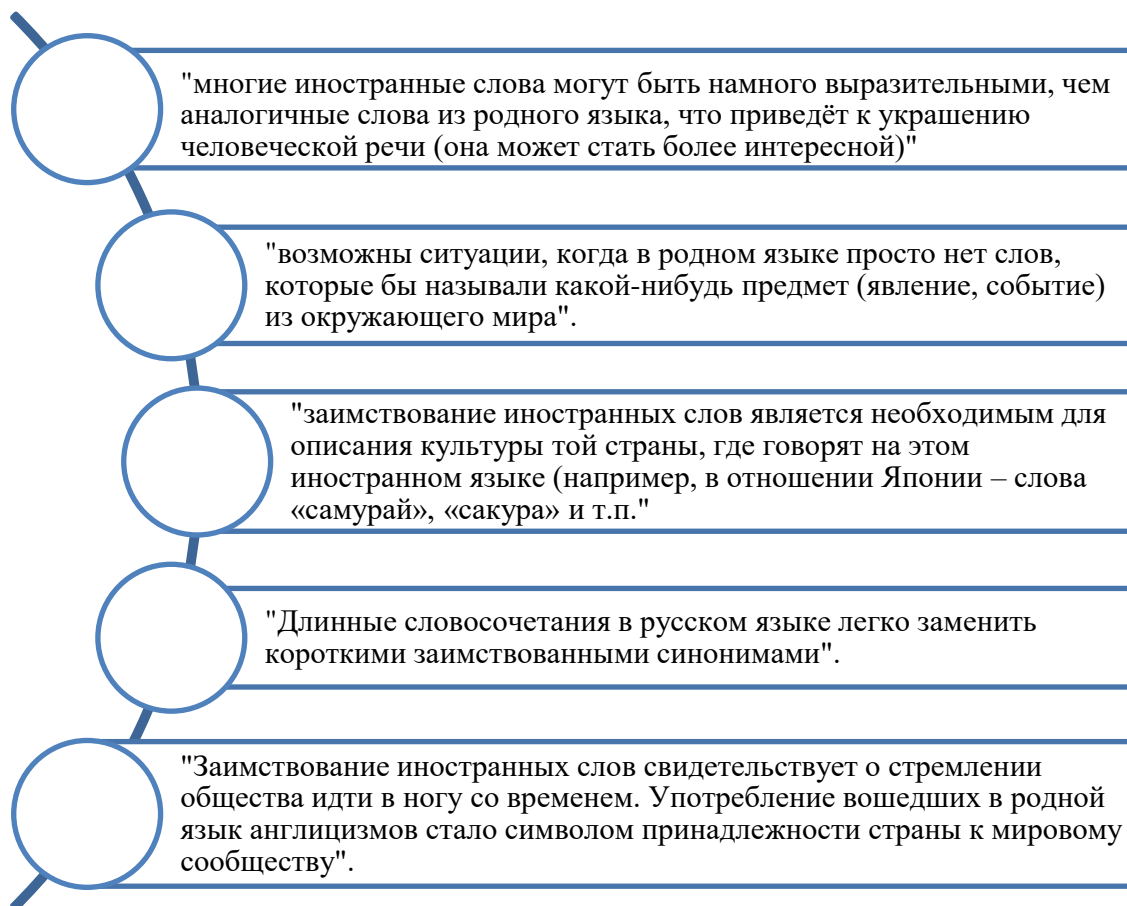 "многие иностранные слова могут быть намного выразительными, чем
аналогичные слова из родного языка, что приведёт к украшению
человеческой речи (она может стать более интересной)"
"возможны ситуации, когда в родном языке просто нет слов,
которые бы называли какой-нибудь предмет (явление, событие)
из окружающего мира".
"заимствование иностранных слов является необходимым для
описания культуры той страны, где говорят на этом
иностранном языке (например, в отношении Японии – слова
«самурай», «сакура» и т.п."
"Длинные словосочетания в русском языке легко заменить
короткими заимствованными синонимами".
"Заимствование иностранных слов свидетельствует о стремлении
общества идти в ногу со временем. Употребление вошедших в родной
язык англицизмов стало символом принадлежности страны к мировому
сообществу".